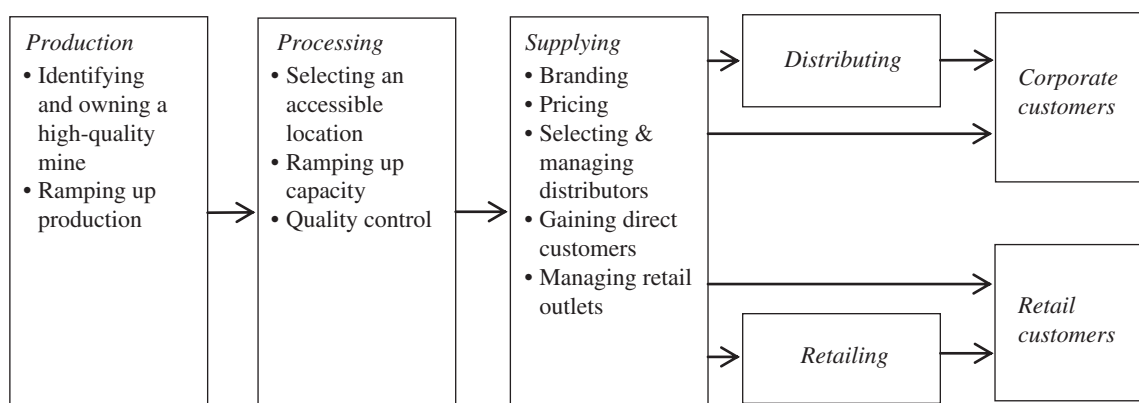 Production
• Identifying
and owning a
high-quality
mine
• Ramping up
production
Processing
• Selecting an
accessible
location
• Ramping up
capacity
• Quality control
Supplying
• Branding
• Pricing
• Selecting &
managing
distributors
• Gaining direct
customers
• Managing retail
outlets
Distributing
Retailing
Corporate
customers
Retail
customers